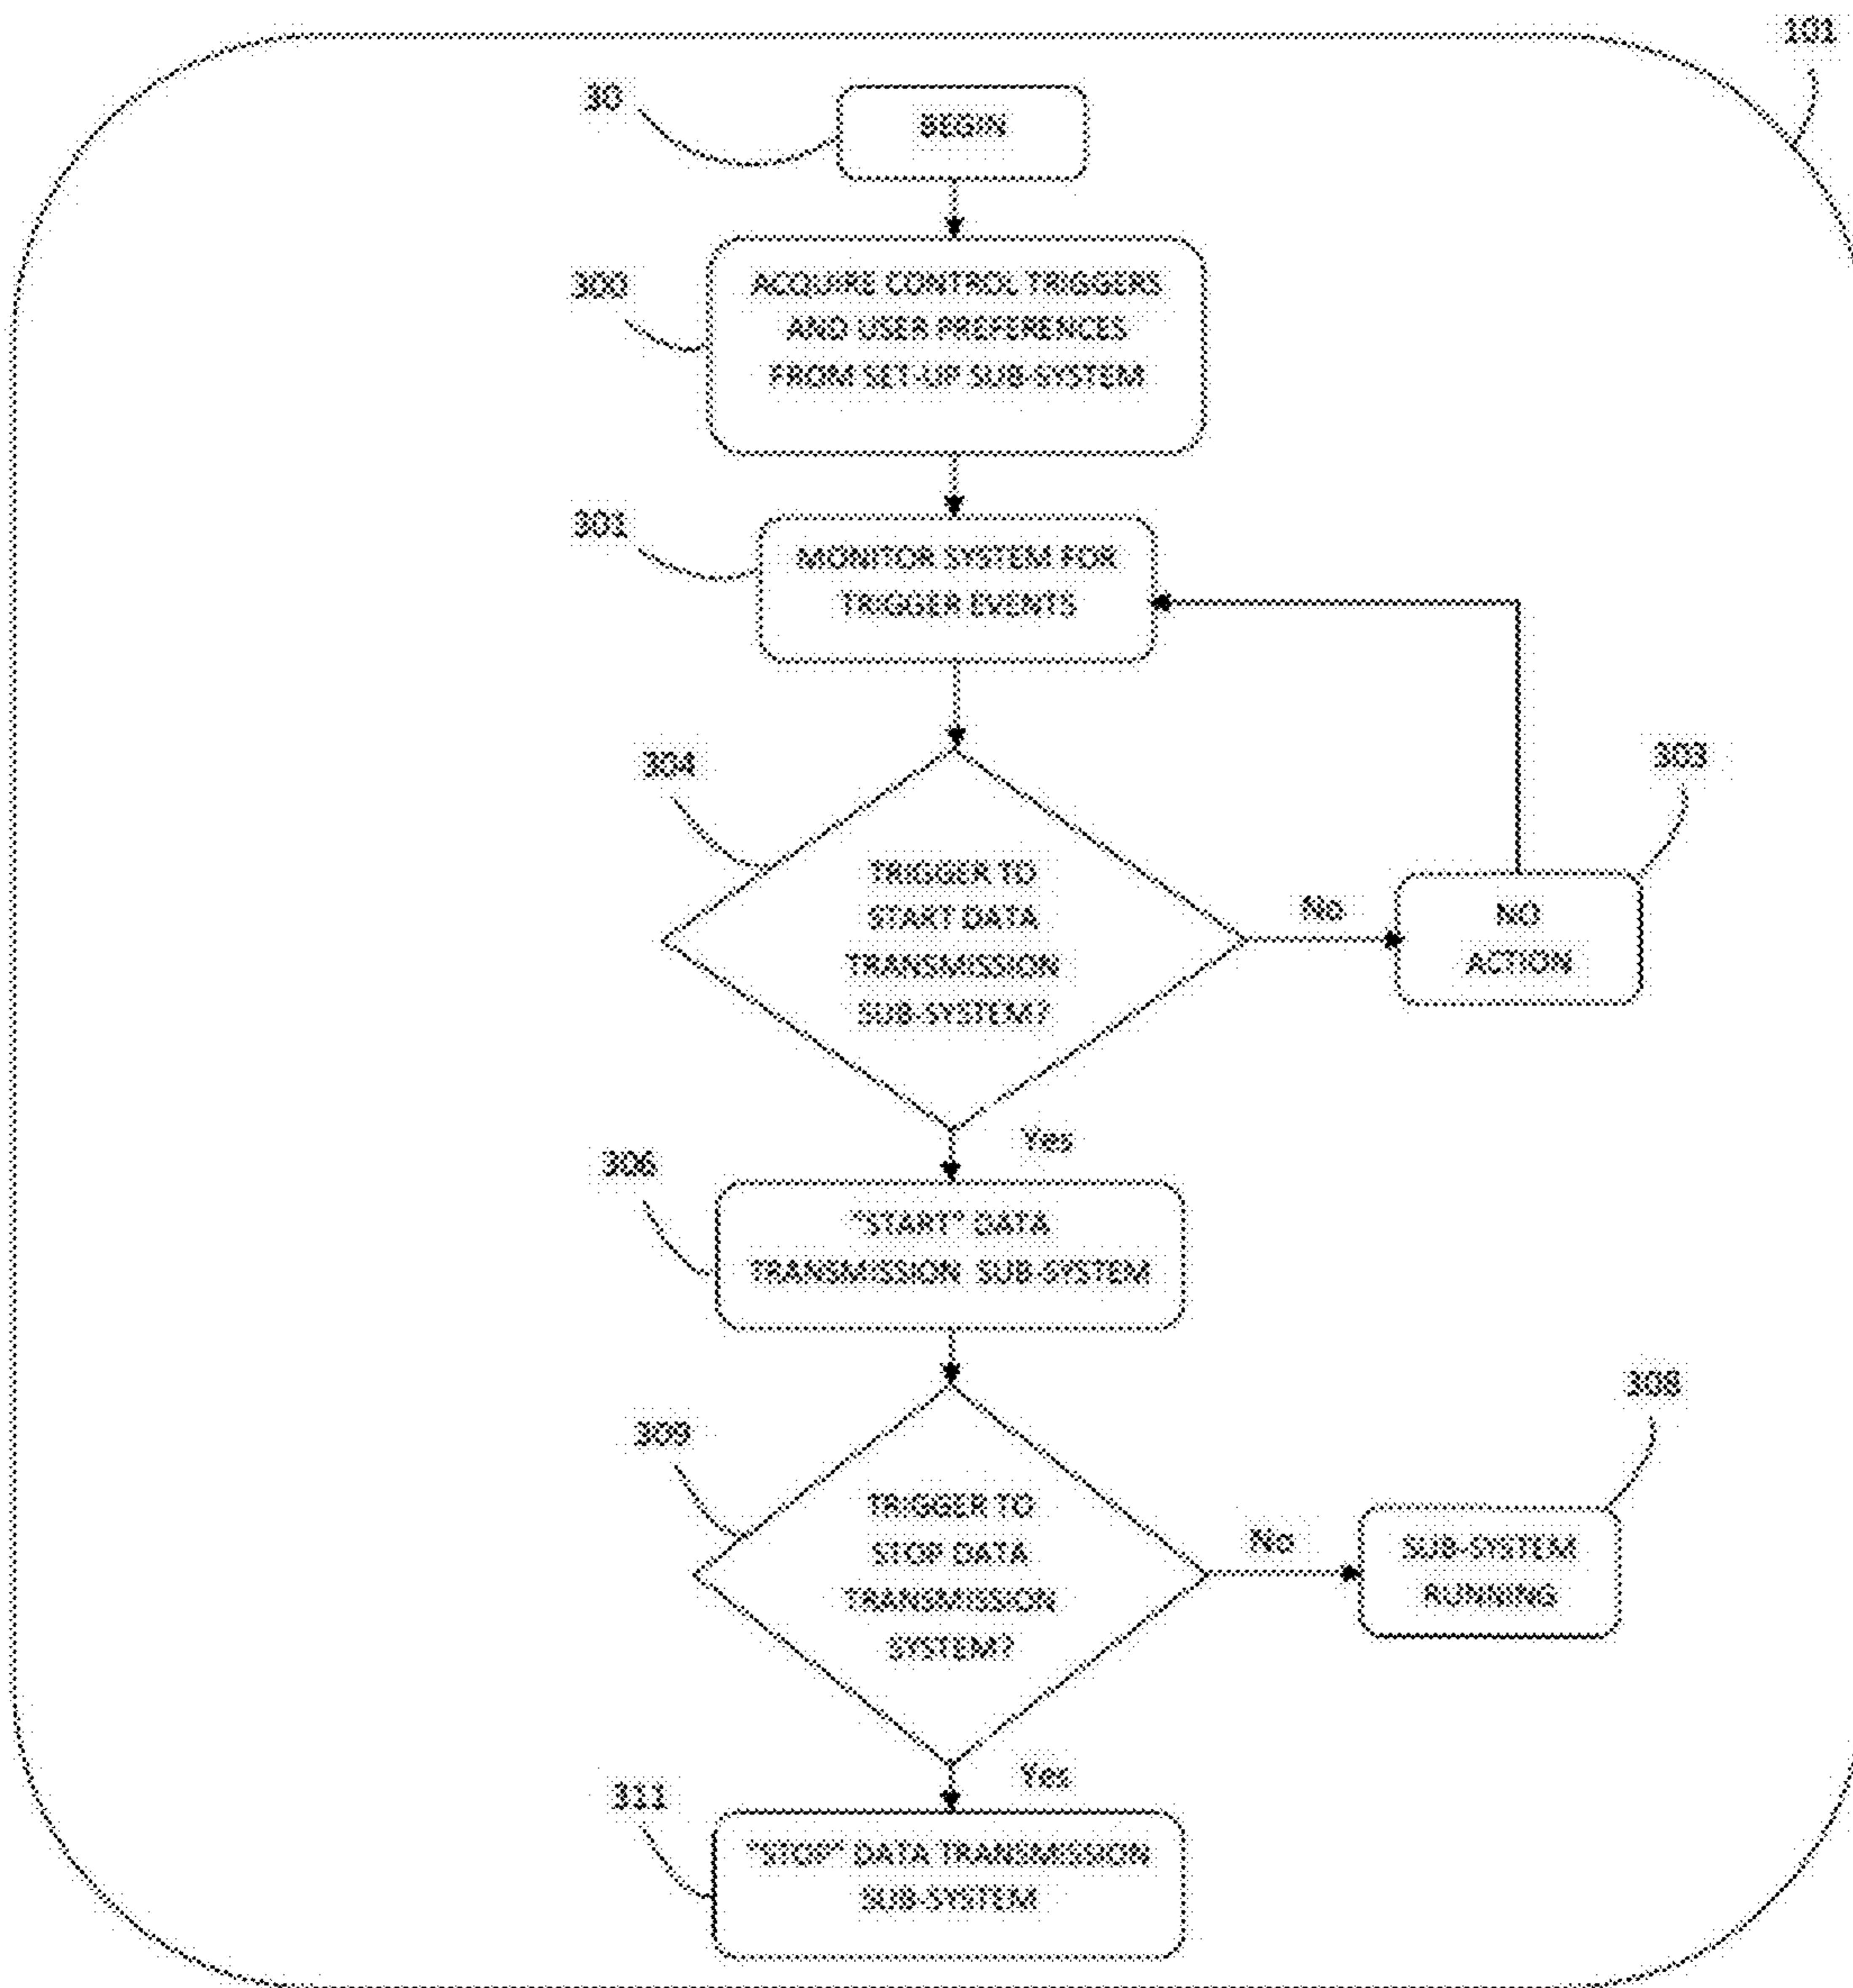 101
30
BEGIN
300
ACQUIRE CONTROL TRIGGERS
AND USER PREFERENCES
FROM SET-UP SUB-SYSTEM
301
MONITOR SYSTEM FOR
TRIGGER EVENTS
304
TRIGGER TO
START DATA
TRANSMISSION
SUB-SYSTEM?
No
303
NO
ACTION
Yes
306
"START" DATA
TRANSMISSION SUB-SYSTEM
309
TRIGGER TO
STOP DATA
TRANSMISSION
SYSTEM?
No
308
SUB-SYSTEM
RUNNING
Yes
311
"STOP" DATA TRANSMISSION
SUB-SYSTEM